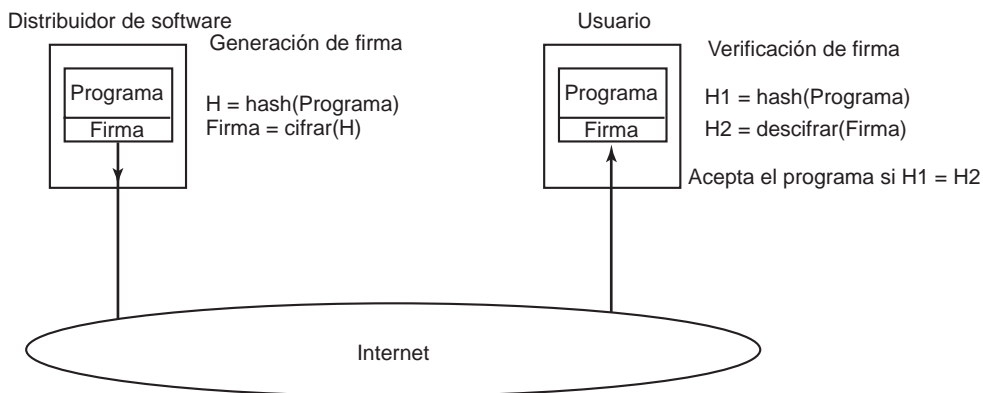 Distribuidor de software
Generación de firma
Programa
Firma
H = hash(Programa)
Firma = cifrar(H)
Usuario
Verificación de firma
Programa
Firma
H1 = hash(Programa)
H2 = descifrar(Firma)
Acepta el programa si H1 = H2
Internet